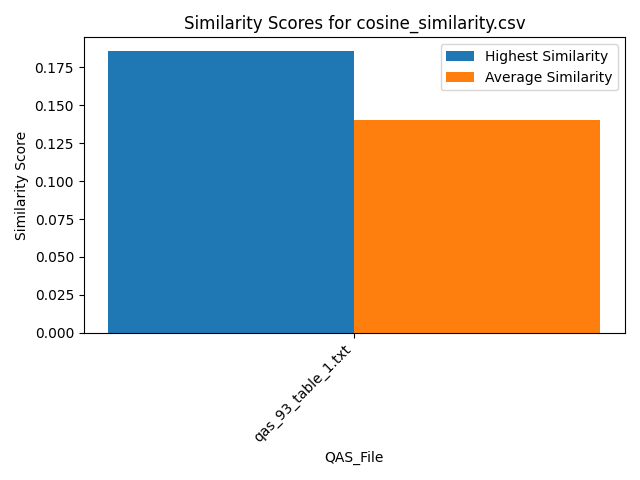 Similarity Scores for cosine_similarity.csv
Highest Similarity
Average Similarity
Similarity Score
0.175
0.150
0.125
0.100
0.075
0.050
0.025
0.000
qas_93_table_1.txt
QAS_File